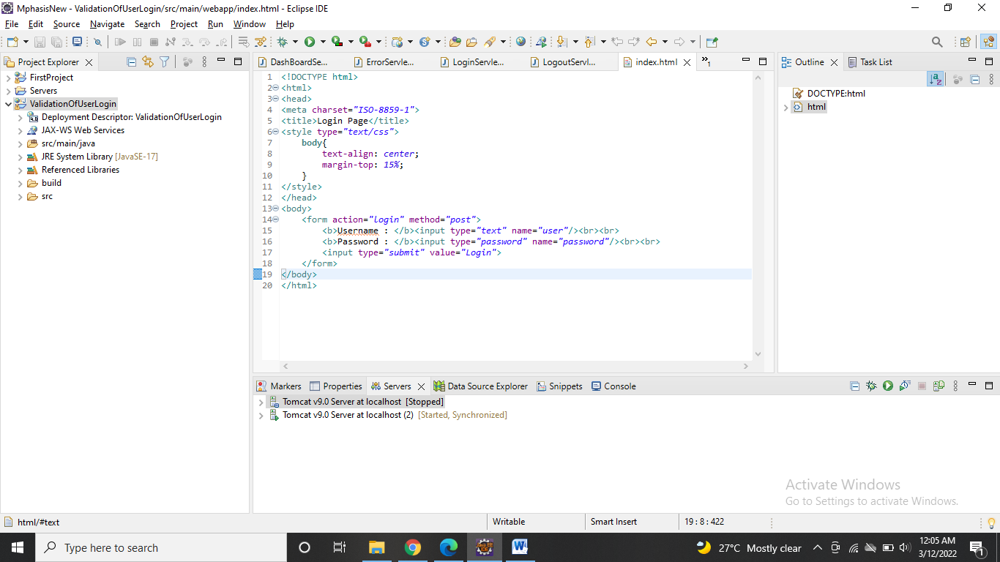 MphasisNew - ValidationOfUserLogin/src/main/webapp/index.html - Eclipse IDE
File Edit Source Navigate Search Project Run Window Help
Project Explorer
FirstProject
Servers
ValidationOfUserLogin
Deployment Descriptor: ValidationOfUserLogin
JAX-WS Web Services
src/main/java
JRE System Library [JavaSE-17]
Referenced Libraries
build
src
DashBoardSe... ErrorServle... LoginServle... LogoutServl... index.html »1
1 <!DOCTYPE html>
2 <html>
3 <head>
4 <meta charset="ISO-8859-1">
5 <title>Login Page</title>
6 <style type="text/css">
7 body{
8 text-align: center;
9 margin-top: 15%;
10 }
11 </style>
12 </head>
13 <body>
14 <form action="login" method="post">
15 <b>Username : </b><input type="text" name="user"/><br><br>
16 <b>Password : </b><input type="password" name="password"/><br><br>
17 <input type="submit" value="Login">
18 </form>
19 </body>
20 </html>
Outline Task List
DOCTYPE:html
html
Markers Properties Servers Data Source Explorer Snippets Console
Tomcat v9.0 Server at localhost [Stopped]
Tomcat v9.0 Server at localhost (2) [Started, Synchronized]
Activate Windows
Go to Settings to activate Windows.
html/#text Writable Smart Insert 19 : 8 : 422
Type here to search
27°C Mostly clear
12:05 AM
3/12/2022
1